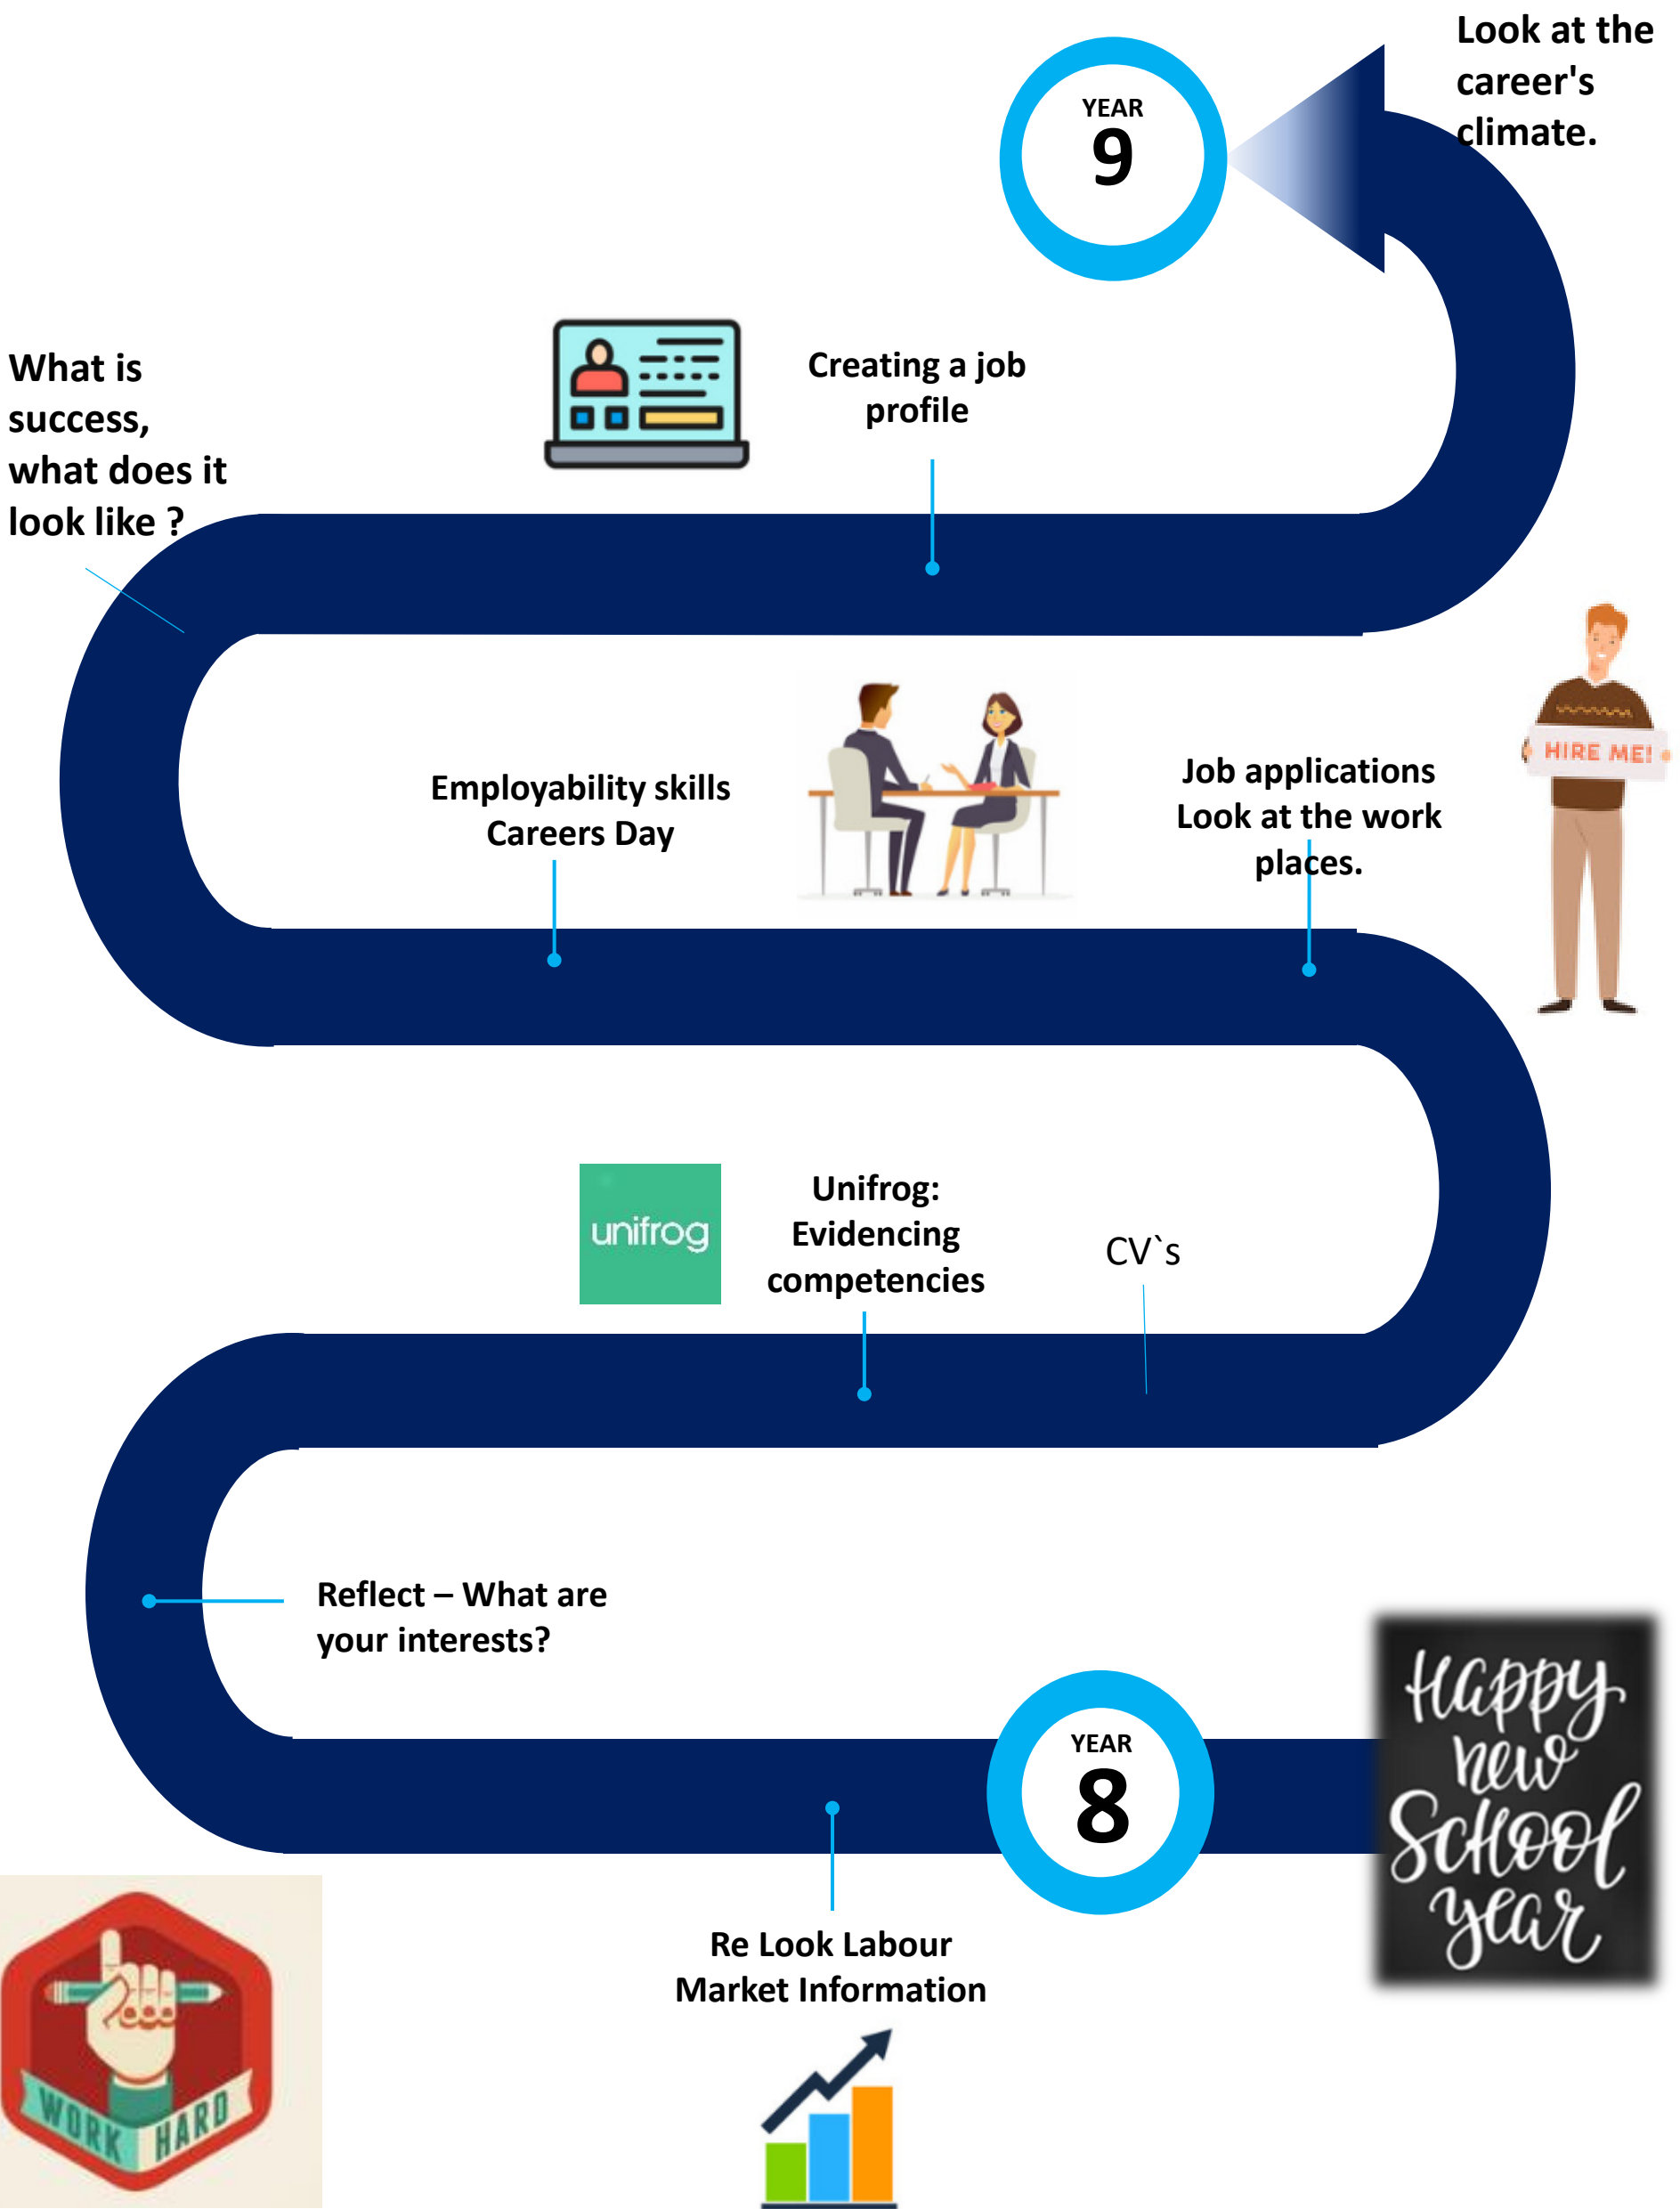 Look at the
career's
climate.
YEAR
9
What is
success,
what does it
look like ?
Creating a job
profile
HIRE ME!
Employability skills
Careers Day
Job applications
Look at the work
places.
unifrog
Unifrog:
Evidencing
competencies
CV`s
Reflect – What are
your interests?
YEAR
8
Happy
new
School
year
Re Look Labour
Market Information
WORK HARD